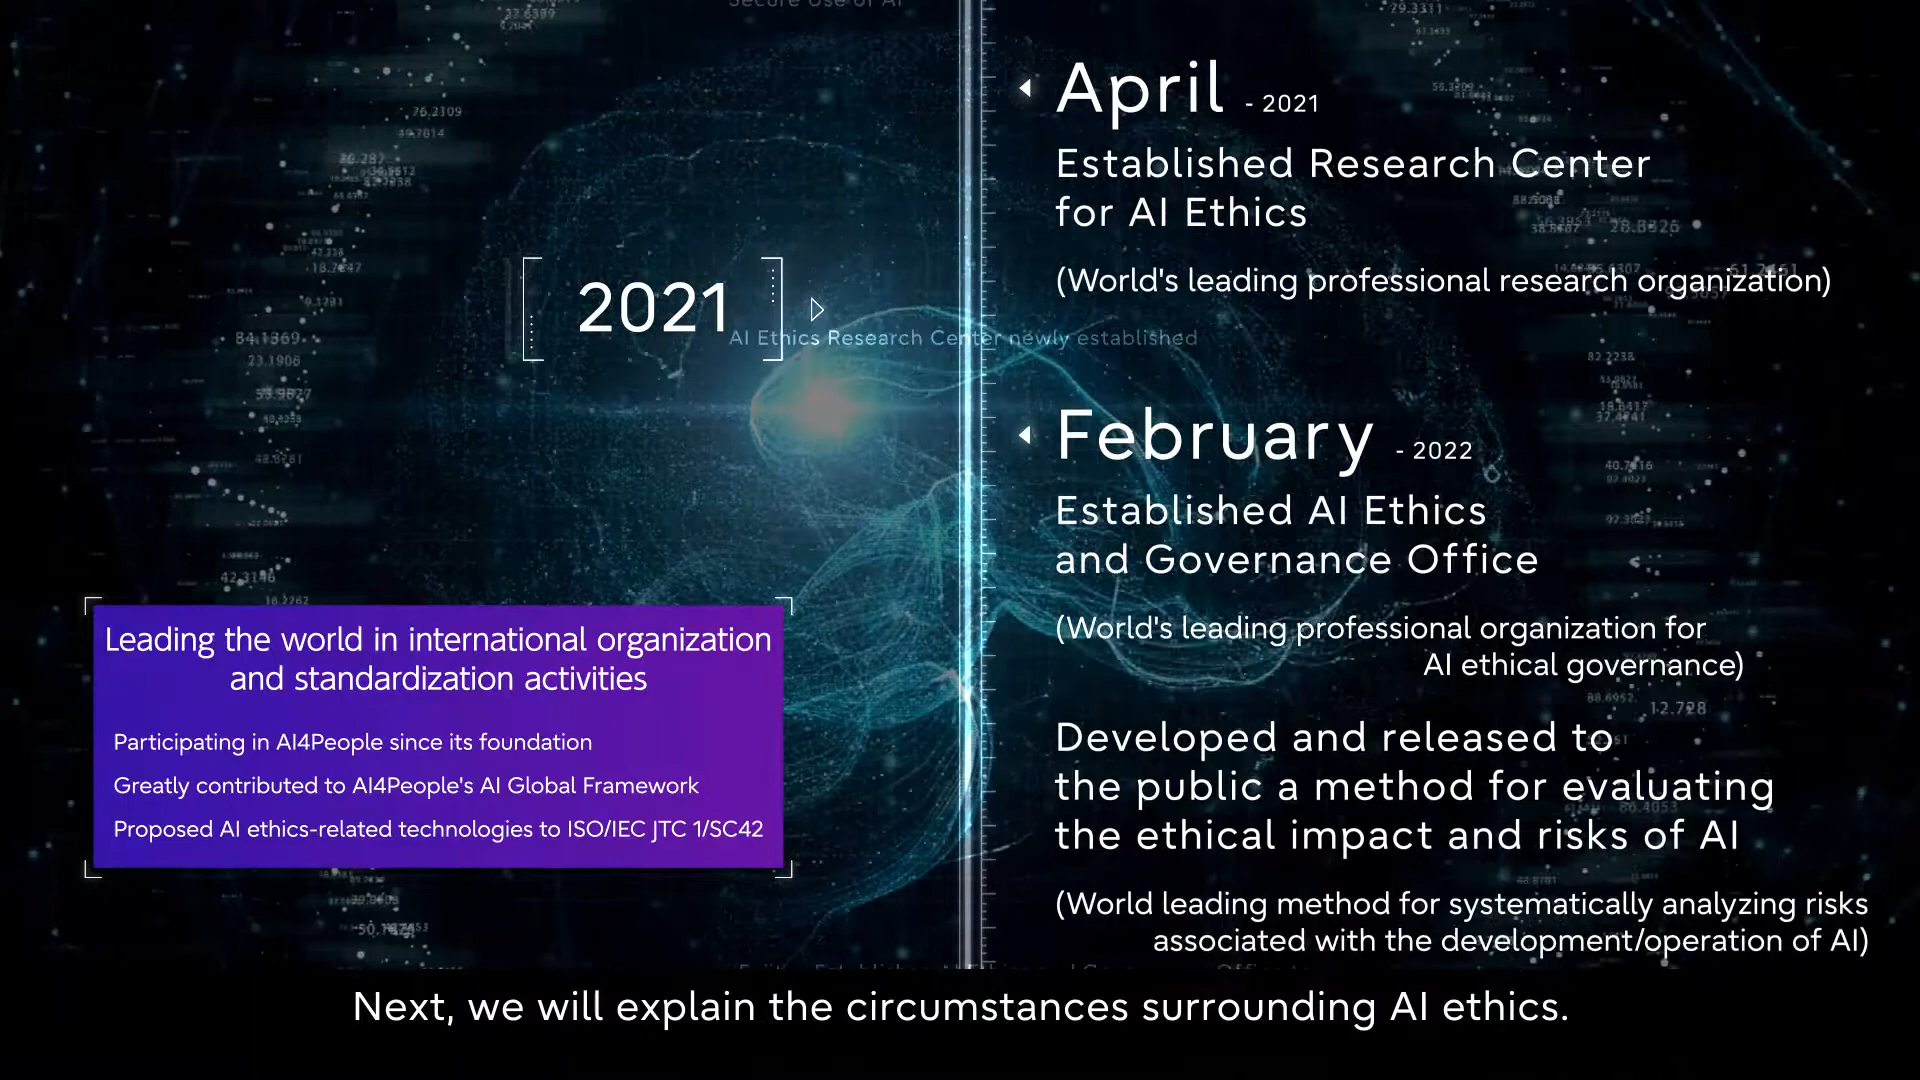 Secure Use of AI
April - 2021
Established Research Center
for AI Ethics
(World's leading professional research organization)
2021
AI Ethics Research Center newly established
February - 2022
Established AI Ethics
and Governance Office
(World's leading professional organization for
AI ethical governance)
Leading the world in international organization
and standardization activities
Participating in AI4People since its foundation
Greatly contributed to AI4People's AI Global Framework
Proposed AI ethics-related technologies to ISO/IEC JTC 1/SC42
Developed and released to
the public a method for evaluating
the ethical impact and risks of AI
(World leading method for systematically analyzing risks
associated with the development/operation of AI)
Next, we will explain the circumstances surrounding AI ethics.